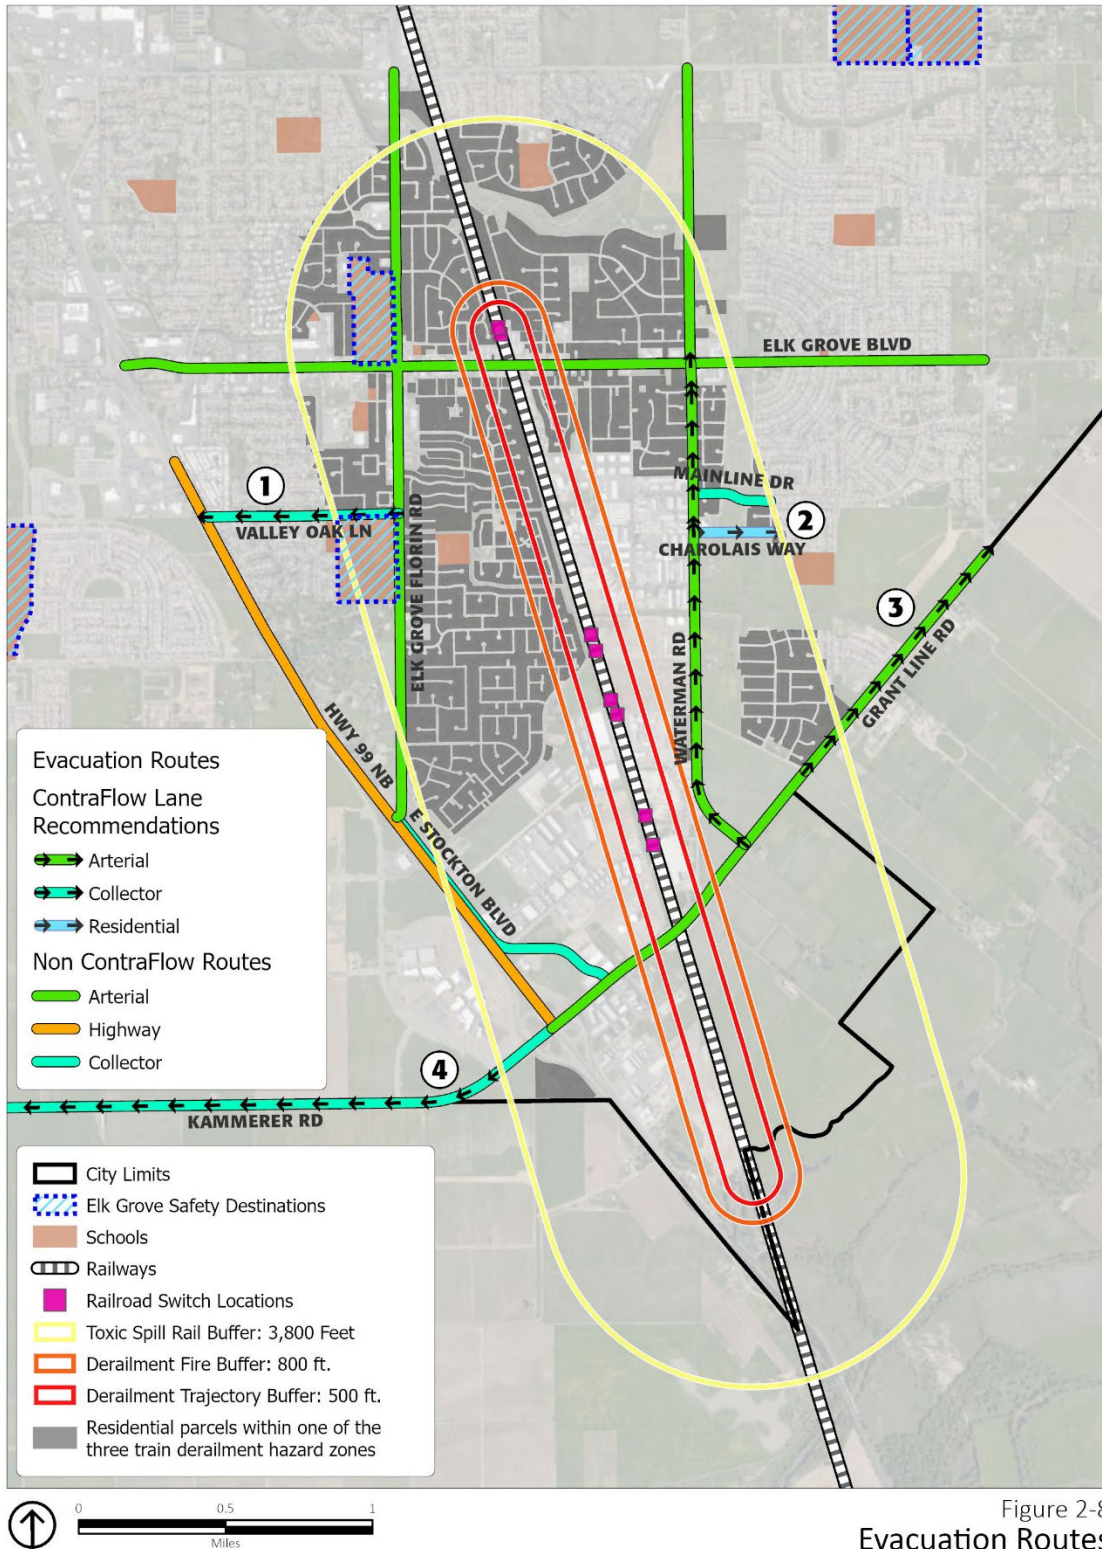 ELK GROVE BLVD
MAINLINE DR
1
2
VALLEY OAK LN
CHAROLAIS WAY
ELK GROVE FLORIN RD
3
WATERMAN RD
GRANT LINE RD
HWY 99 NB
E STOCKTON BLVD
Evacuation Routes
ContraFlow Lane
Recommendations
Arterial
Collector
Residential
Non ContraFlow Routes
Arterial
Highway
Collector
4
KAMMERER RD
City Limits
Elk Grove Safety Destinations
Schools
Railways
Railroad Switch Locations
Toxic Spill Rail Buffer: 3,800 Feet
Derailment Fire Buffer: 800 ft.
Derailment Trajectory Buffer: 500 ft.
Residential parcels within one of the
three train derailment hazard zones
0 0.5 1
Miles
Figure 2-8
Evacuation Routes